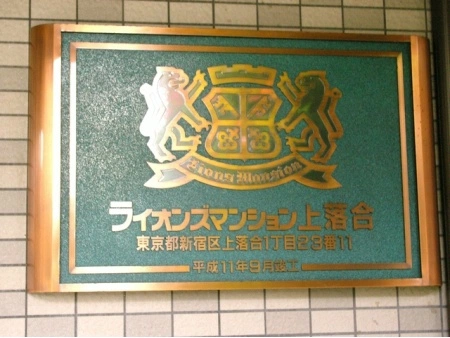 Lions Mansion
ライオンズマンション上落合
東京都新宿区上落合1丁目23番11
平成11年9月竣工